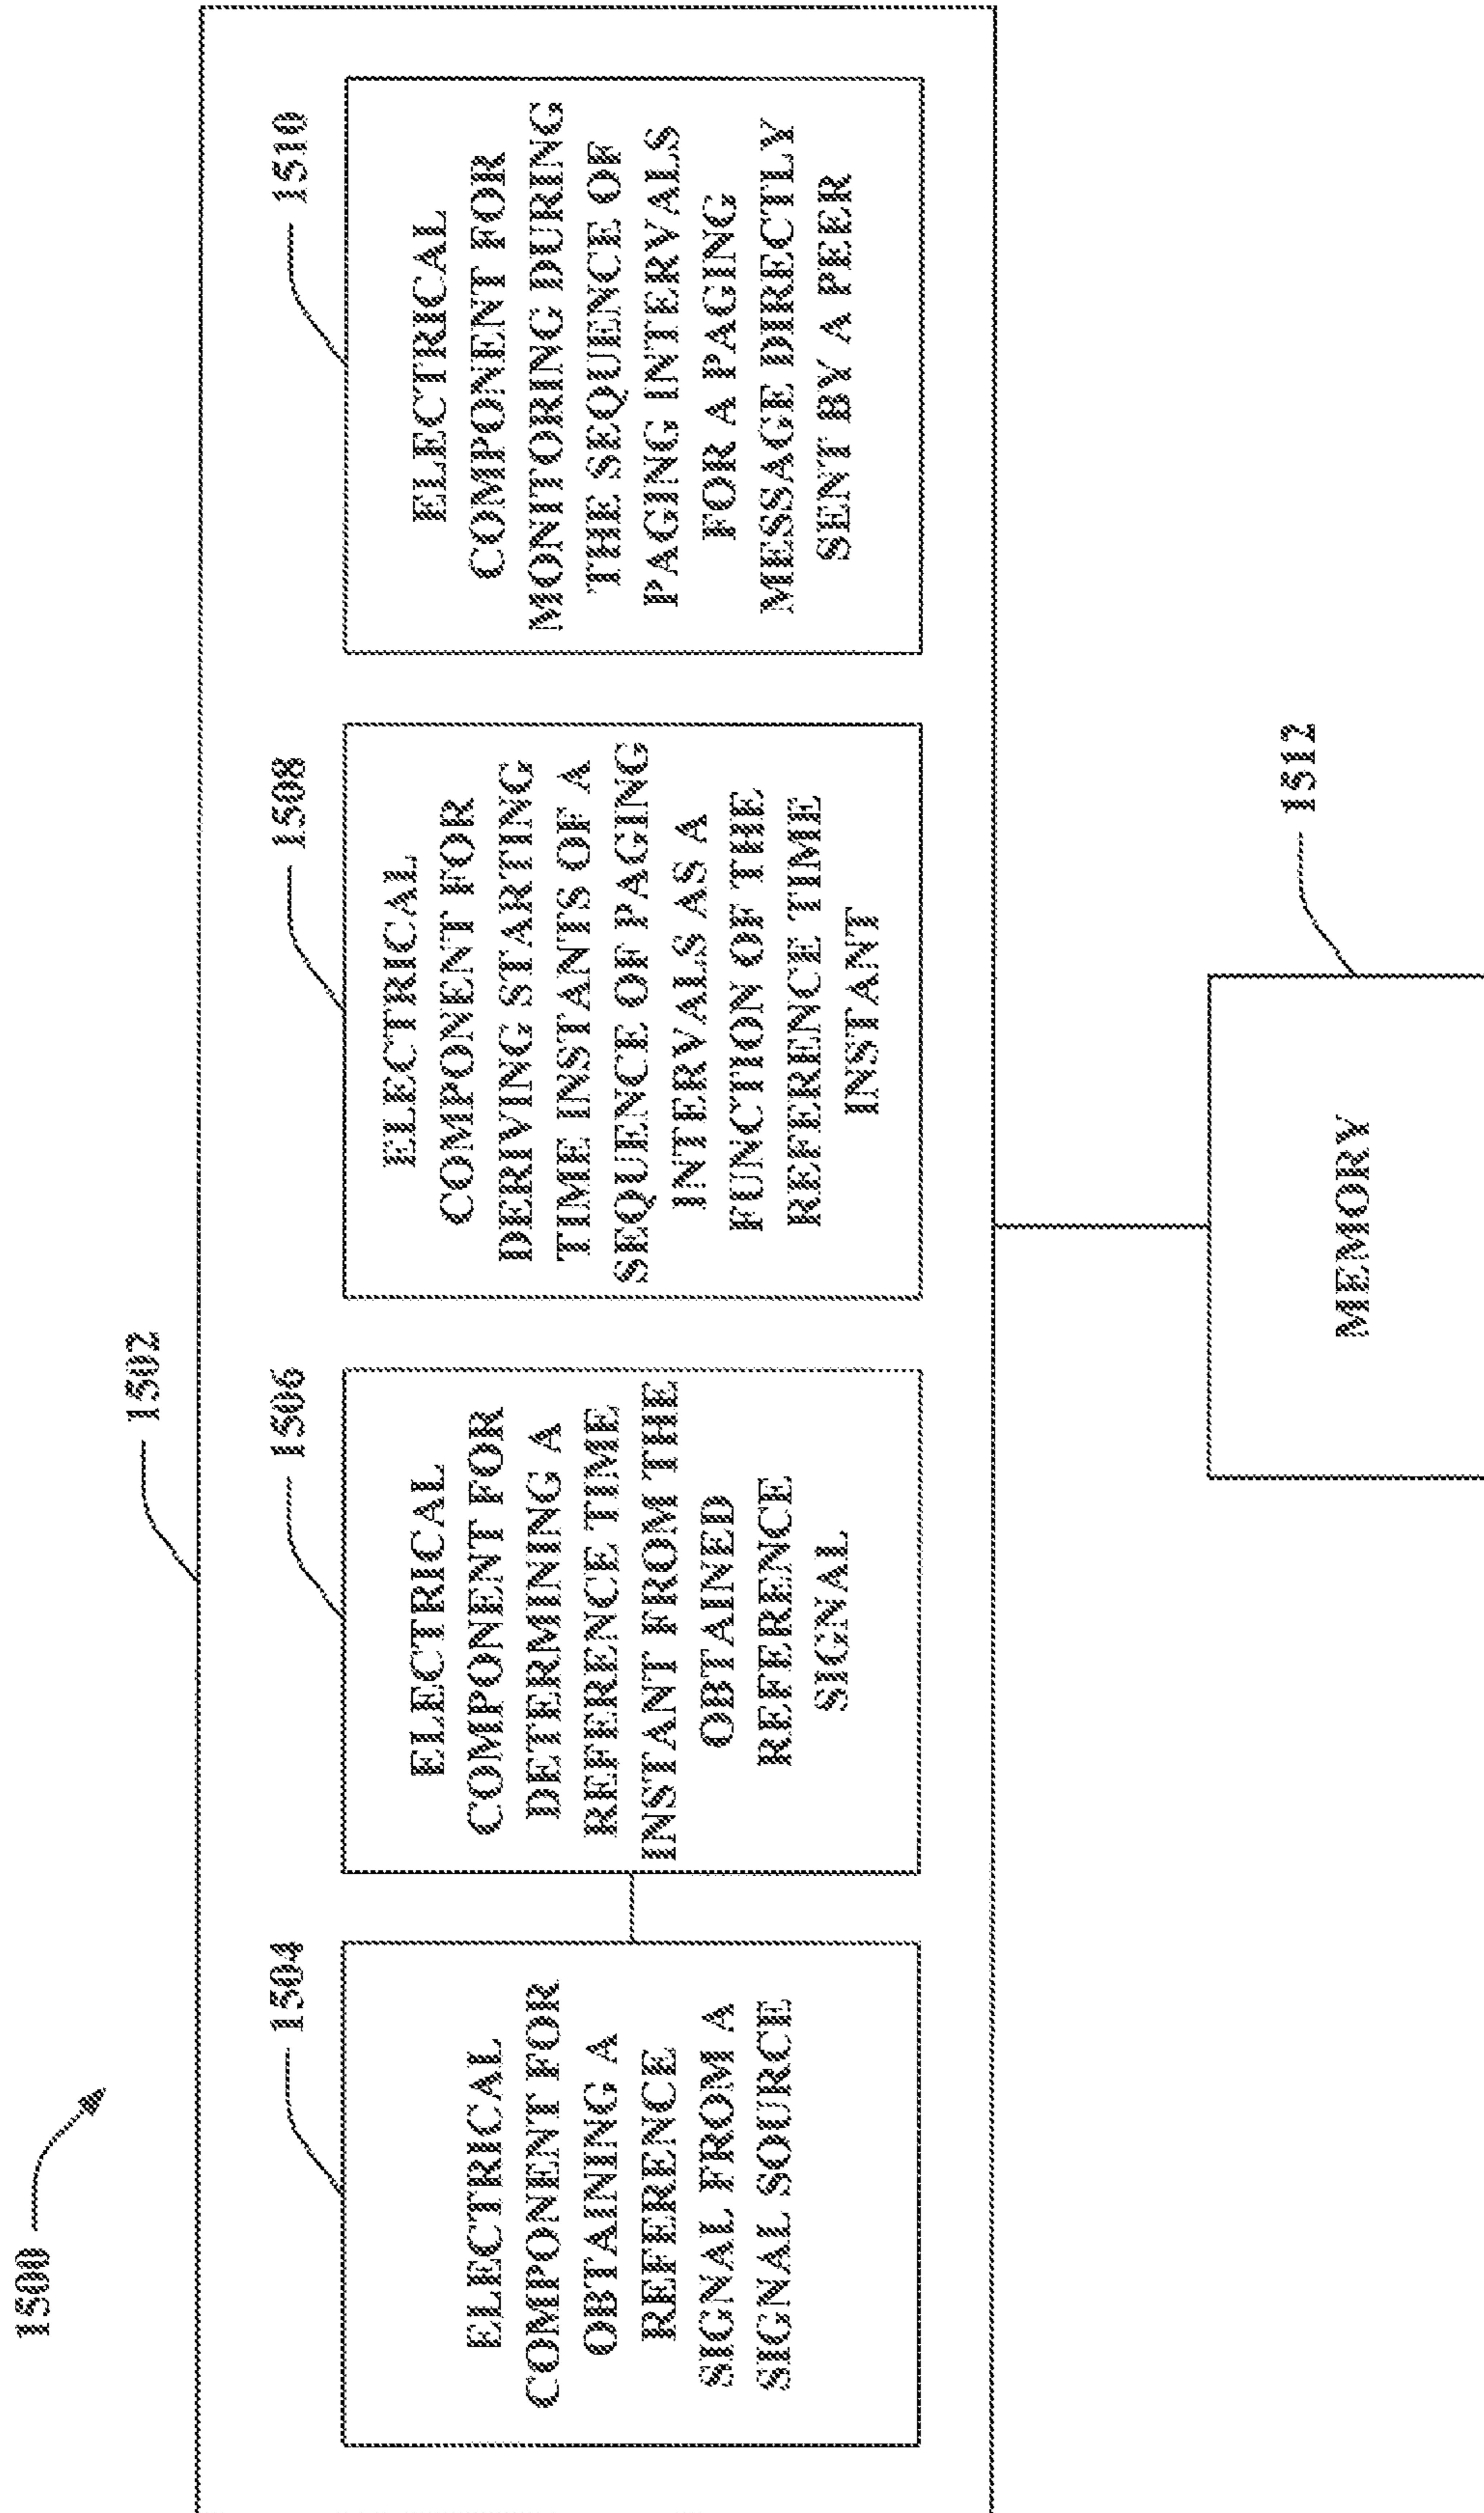 1500
1502
1504
ELECTRICAL
COMPONENT FOR
OBTAINING A
REFERENCE
SIGNAL FROM A
SIGNAL SOURCE
1506
ELECTRICAL
COMPONENT FOR
DETERMINING A
REFERENCE TIME
INSTANT FROM THE
OBTAINED
REFERENCE
SIGNAL
1508
ELECTRICAL
COMPONENT FOR
DERIVING STARTING
TIME INSTANTS OF A
SEQUENCE OF PAGING
INTERVALS AS A
FUNCTION OF THE
REFERENCE TIME
INSTANT
1510
ELECTRICAL
COMPONENT FOR
MONITORING DURING
THE SEQUENCE OF
PAGING INTERVALS
FOR A PAGING
MESSAGE DIRECTLY
SENT BY A PEER
1512
MEMORY